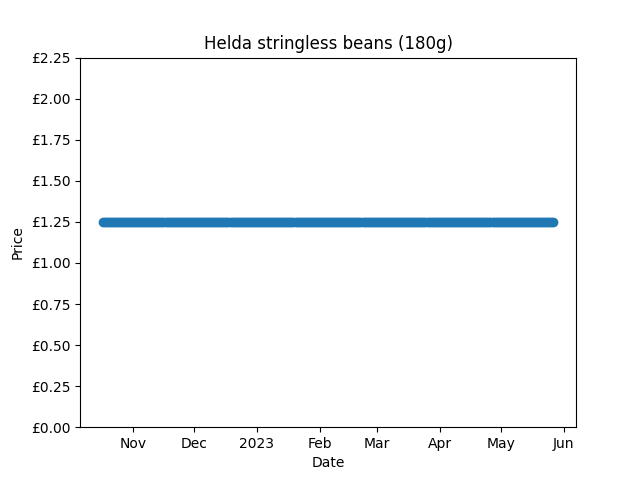 Helda stringless beans (180g)
£2.25
£2.00
£1.75
£1.50
£1.25
£1.00
£0.75
£0.50
£0.25
£0.00
Price
Nov Dec 2023 Feb Mar Apr May Jun
Date